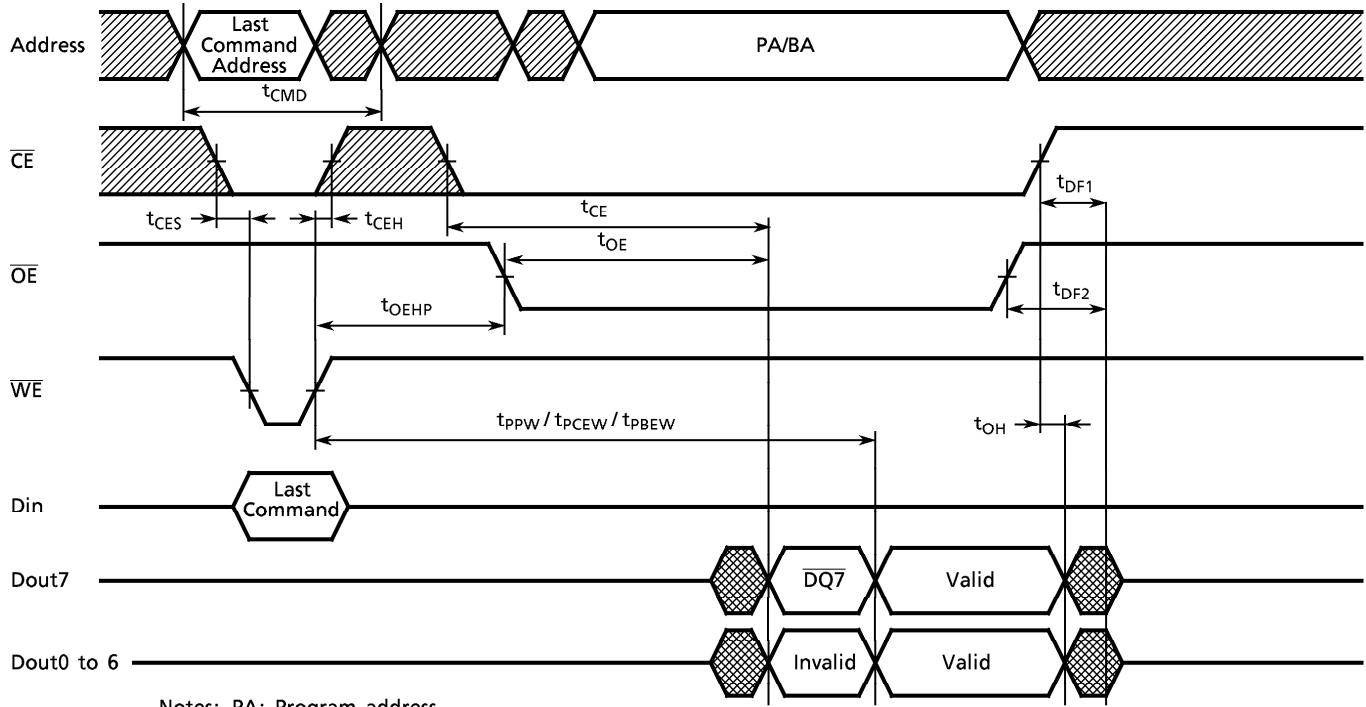 Address
Last
Command
Address
PA/BA
tCMD
CE
tDF1
tCES
tCEH
tCE
OE
tOE
tDF2
tOEHP
WE
tPPW / tPCEW / tPBEW
tOH
Din
Last
Command
Dout7
DQ7
Valid
Dout0 to 6
Invalid
Valid
Notes: PA: Program address